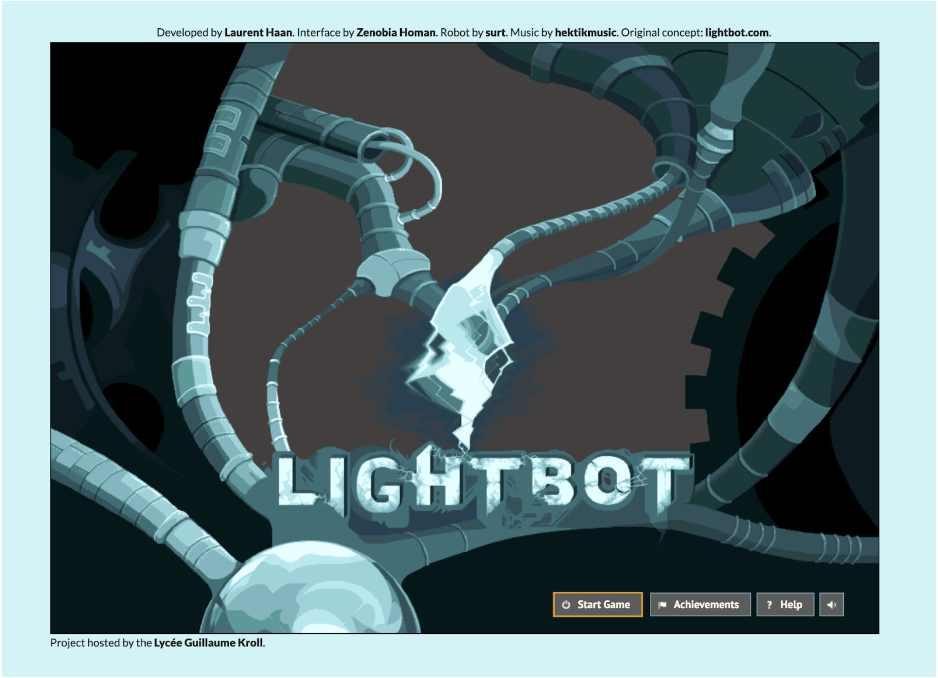 Developed by Laurent Haan. Interface by Zenobia Homan. Robot by surt. Music by hektikmusic. Original concept: lightbot.com.
LIGHTBOT
Start Game Achievements ? Help
Project hosted by the Lycée Guillaume Kroll.